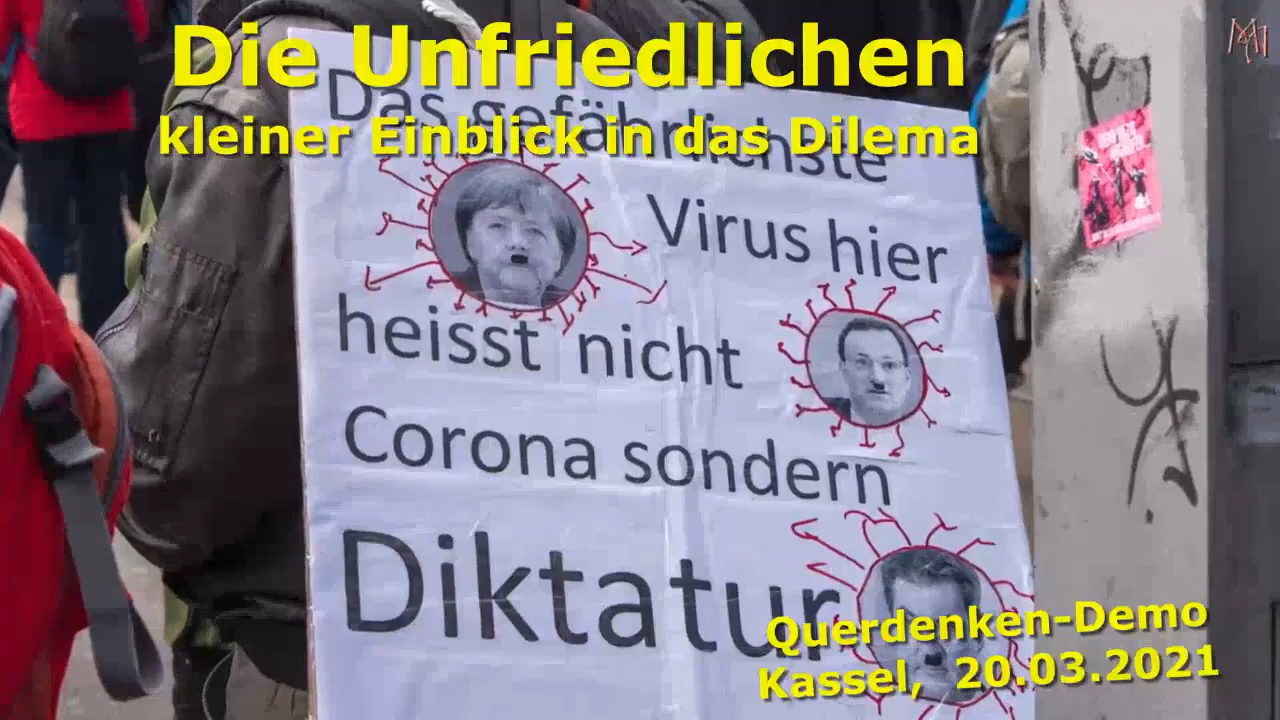 Die Unfriedlichen
kleiner Einblick in das Dilema
Das gefährlichste
Virus hier
heisst nicht
Corona sondern
Diktatur
Querdenken-Demo
Kassel, 20.03.2021